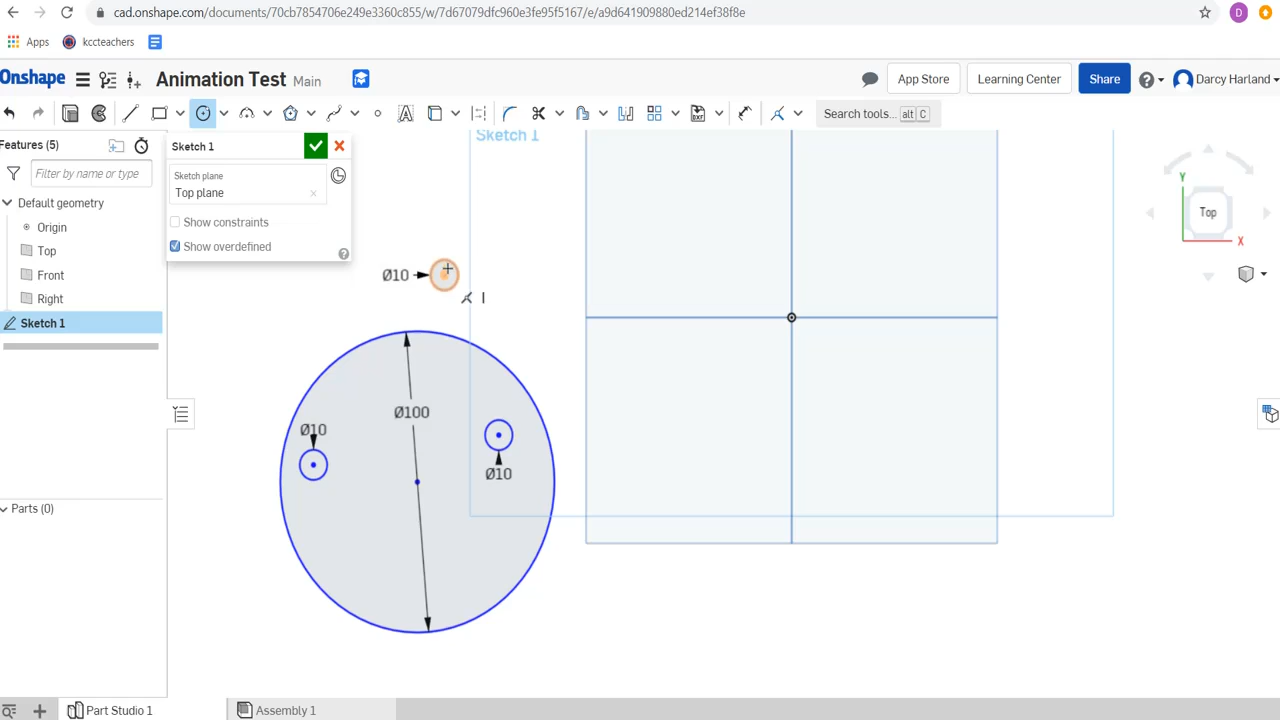 cad.onshape.com/documents/70cb7854706e249e3360c855/w/7d67079dfc960e3fe95f5167/e/a9d641909880ed214ef38f8e
D
Apps
kccteachers
Onshape
Animation Test Main
App Store
Learning Center
Share
Darcy Harland
Search tools... alt C
Features (5)
Filter by name or type
Default geometry
Origin
Top
Front
Right
Sketch 1
Parts (0)
Sketch 1
Sketch plane
Top plane
Show constraints
Show overdefined
Sketch 1
Ø10
Ø100
Ø10
Ø10
Y
Top
X
Part Studio 1
Assembly 1